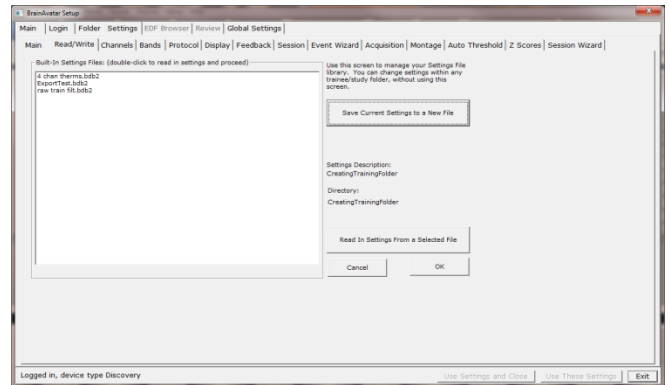 BrainAvatar Setup
Main | Login | Folder | Settings | EDF Browser | Review | Global Settings |
Main | Read/Write | Channels | Bands | Protocol | Display | Feedback | Session | Event Wizard | Acquisition | Montage | Auto Threshold | Z Scores | Session Wizard |
Built-In Settings Files: (double-click to read in settings and proceed)
4 chan therms.bdb2
ExportTest.bdb2
raw train filt.bdb2
Use this screen to manage your Settings File
library. You can change settings within any
trainee/study folder, without using this
screen.
Save Current Settings to a New File
Settings Description:
CreatingTrainingFolder
Directory:
CreatingTrainingFolder
Read In Settings From a Selected File
Cancel
OK
Logged in, device type Discovery
Use Settings and Close
Use These Settings
Exit